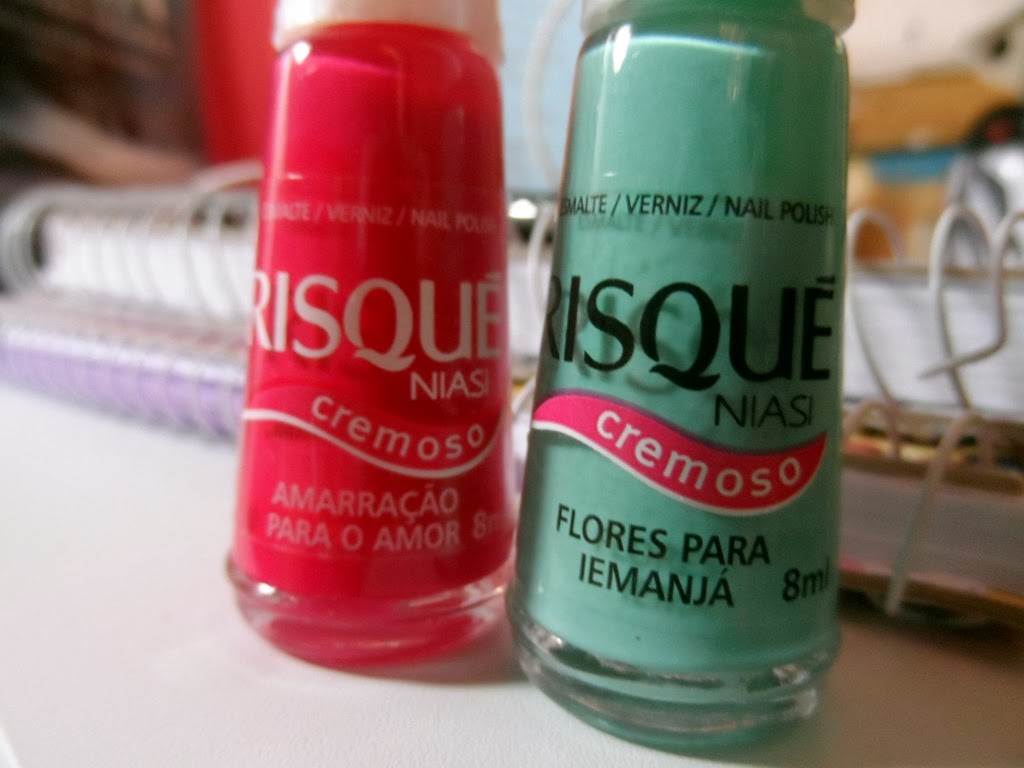 ESMALTE / VERNIZ / NAIL POLISH
RISQUÉ
NIASI
cremoso
AMARRAÇÃO
PARA O AMOR 8ml
ESMALTE / VERNIZ / NAIL POLISH
RISQUÉ
NIASI
cremoso
FLORES PARA
IEMANJÁ 8ml